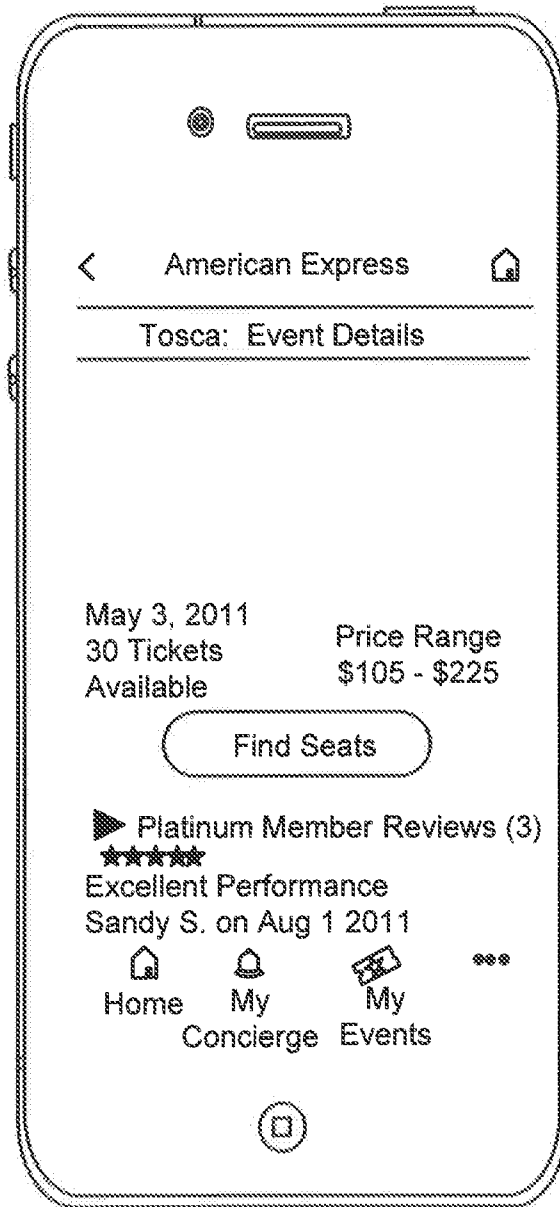 American Express
Tosca: Event Details
May 3, 2011
30 Tickets
Available
Price Range
$105 - $225
Find Seats
Platinum Member Reviews (3)
Excellent Performance
Sandy S. on Aug 1 2011
Home
My
Concierge
My
Events